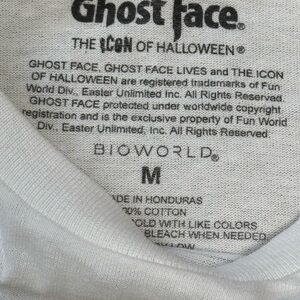 Ghost Face®
THE ICON OF HALLOWEEN®
GHOST FACE, GHOST FACE LIVES and THE ICON
OF HALLOWEEN are registered trademarks of Fun
World Div., Easter Unlimited Inc. All Rights Reserved.
GHOST FACE protected under worldwide copyright
registration and is the exclusive property of Fun World
Div., Easter Unlimited, Inc. All Rights Reserved.
BIOWORLD®
M
MADE IN HONDURAS
00% COTTON
COLD WITH LIKE COLORS
BLEACH WHEN NEEDED
LOW